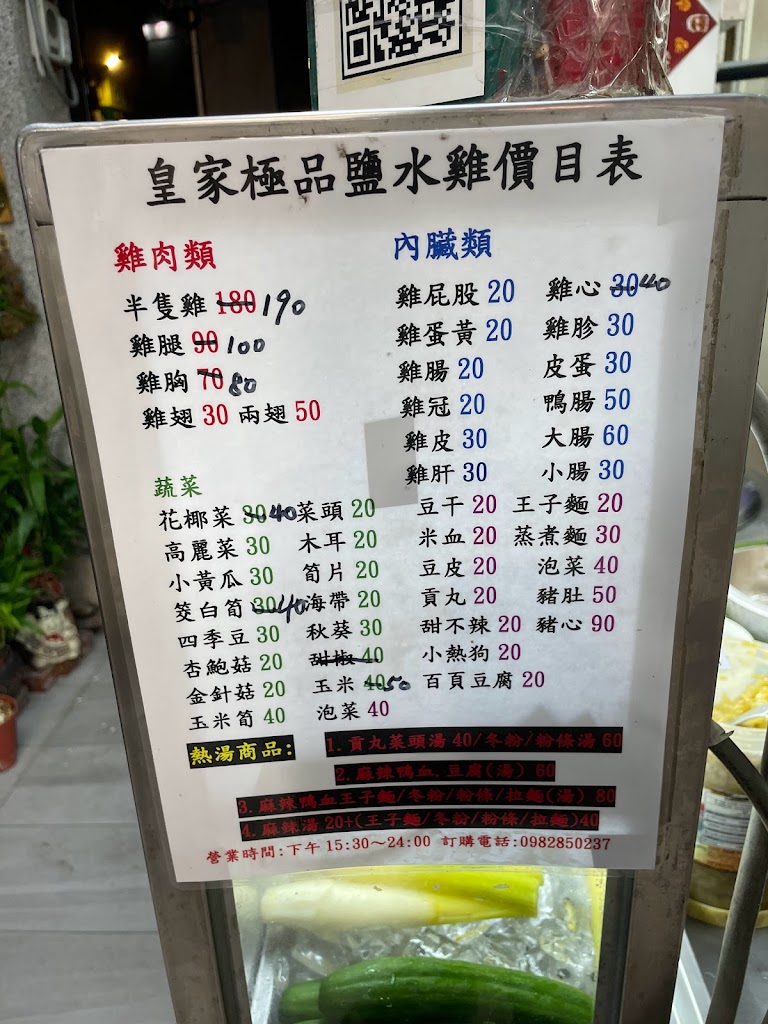 皇家極品鹽水雞價目表
雞肉類
半隻雞 180 190
雞腿 90 100
雞胸 70 80
雞翅 30 兩翅 50
內臟類
雞屁股 20 雞心 30 40
雞蛋黃 20 雞胗 30
雞腸 20 皮蛋 30
雞冠 20 鴨腸 50
雞皮 30 大腸 60
雞肝 30 小腸 30
豆干 20 王子麵 20
米血 20 蒸煮麵 30
豆皮 20 泡菜 40
貢丸 20 豬肚 50
甜不辣 20 豬心 90
小熱狗 20
百頁豆腐 20
蔬菜
花椰菜 30 40 菜頭 20
高麗菜 30 木耳 20
小黃瓜 30 筍片 20
筊白筍 30 40 海帶 20
四季豆 30 秋葵 30
杏鮑菇 20 甜椒 40
金針菇 20 玉米 40 50
玉米筍 40 泡菜 40
熱湯商品: 1.貢丸菜頭湯 40/冬粉/粉條湯 60
2.麻辣鴨血.豆腐(湯) 60
3.麻辣鴨血王子麵/冬粉/粉條/拉麵(湯) 80
4.麻辣湯 20+(王子麵/冬粉/粉條/拉麵)40
營業時間:下午 15:30～24:00 訂購電話:0982850237